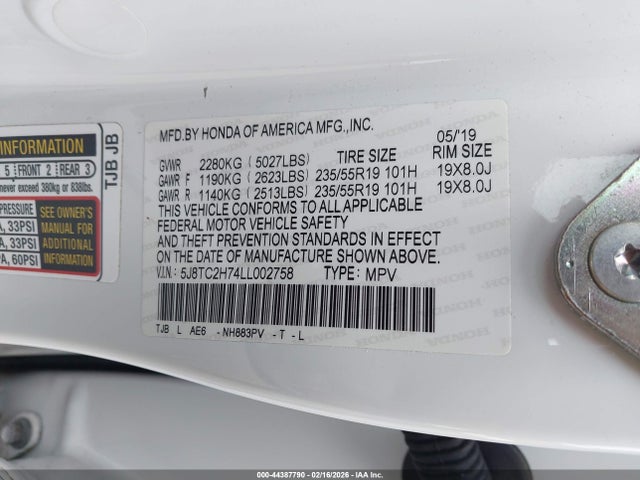 INFORMATION
5 FRONT 2 REAR 3
never exceed 380kg or 838lbs.
PRESSURE
A, 33PSI
A, 33PSI
PA, 60PSI
SEE OWNER'S
MANUAL FOR
ADDITIONAL
INFORMATION
TJB JB
MFD.BY HONDA OF AMERICA MFG.,INC. 05/'19
GVWR 2280KG ( 5027LBS) TIRE SIZE RIM SIZE
GAWR F 1190KG ( 2623LBS) 235/55R19 101H 19X8.0J
GAWR R 1140KG ( 2513LBS) 235/55R19 101H 19X8.0J
THIS VEHICLE CONFORMS TO ALL APPLICABLE
FEDERAL MOTOR VEHICLE SAFETY
AND THEFT PREVENTION STANDARDS IN EFFECT
ON THE DATE OF MANUFACTURE SHOWN ABOVE.
V.I.N.: 5J8TC2H74LL002758 TYPE: MPV
TJB L AE6 -NH883PV -T -L
HONDA HONDA HONDA
000-44387790 - 02/16/2026 - IAA Inc.